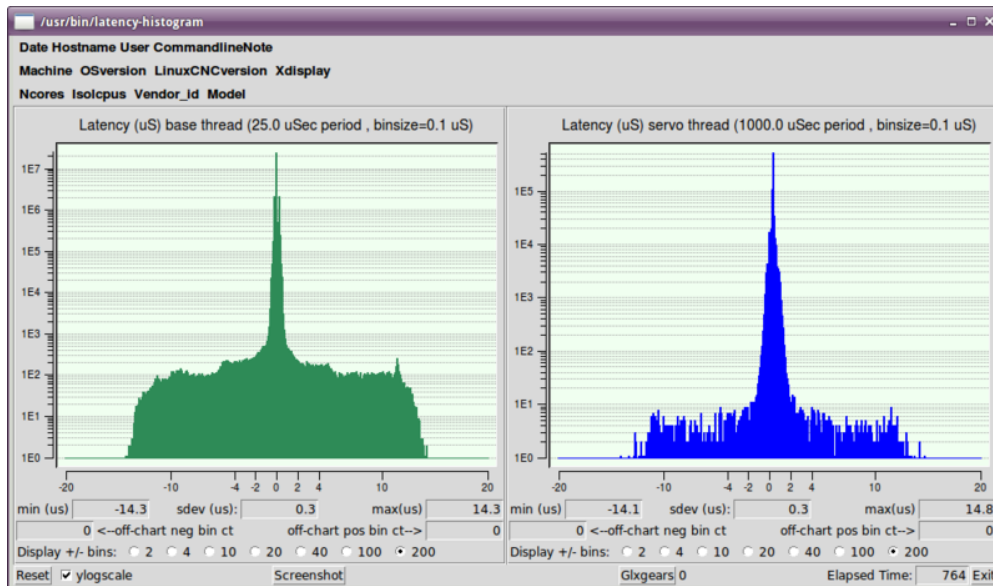 /usr/bin/latency-histogram
Date Hostname User CommandlineNote
Machine OSversion LinuxCNCversion Xdisplay
Ncores Isolcpus Vendor_id Model
Latency (uS) base thread (25.0 uSec period , binsize=0.1 uS)
1E7
1E6
1E5
1E4
1E3
1E2
1E1
1E0
-20 -10 -4 -2 0 2 4 10 20
min (us) -14.3 sdev (us): 0.3 max(us) 14.3
0 <--off-chart neg bin ct off-chart pos bin ct--> 0
Display +/- bins: 2 4 10 20 40 100 200
Latency (uS) servo thread (1000.0 uSec period , binsize=0.1 uS)
1E5
1E4
1E3
1E2
1E1
1E0
-20 -10 -4 -2 0 2 4 10 20
min (us) -14.1 sdev (us): 0.3 max(us) 14.8
0 <--off-chart neg bin ct off-chart pos bin ct--> 0
Display +/- bins: 2 4 10 20 40 100 200
Reset ylogscale Screenshot Glxgears 0 Elapsed Time: 764 Exit